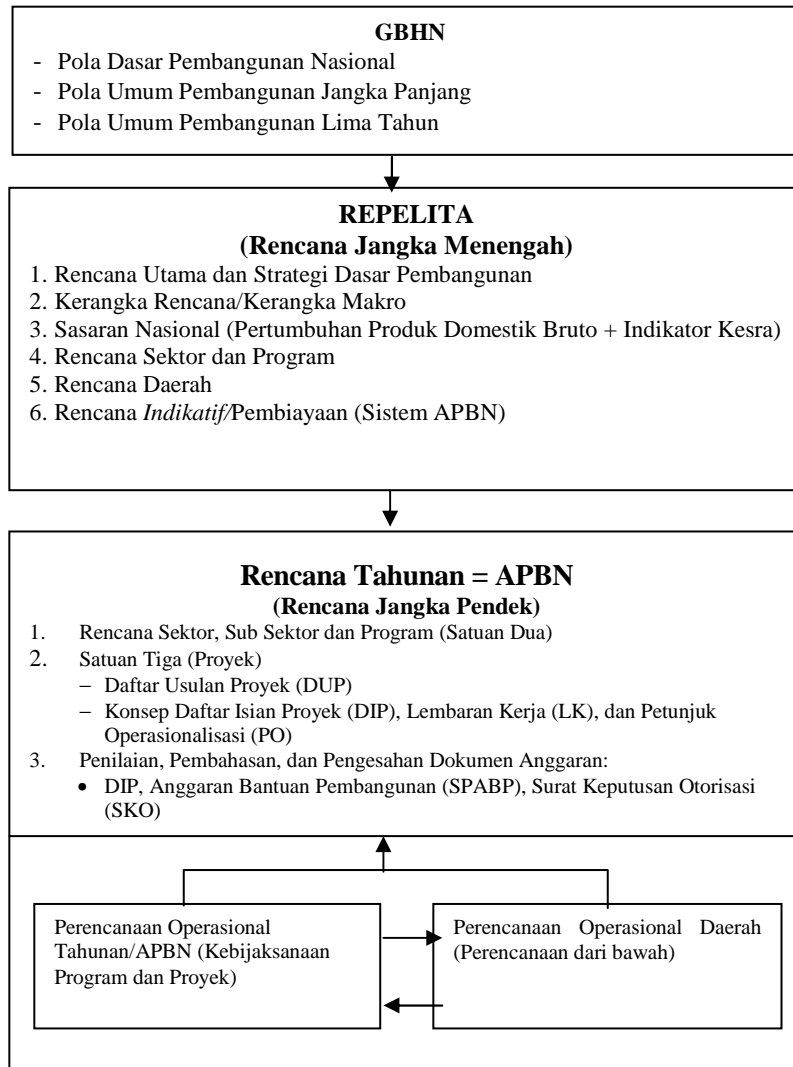 GBHN
- Pola Dasar Pembangunan Nasional
- Pola Umum Pembangunan Jangka Panjang
- Pola Umum Pembangunan Lima Tahun
REPELITA
(Rencana Jangka Menengah)
1. Rencana Utama dan Strategi Dasar Pembangunan
2. Kerangka Rencana/Kerangka Makro
3. Sasaran Nasional (Pertumbuhan Produk Domestik Bruto + Indikator Kesra)
4. Rencana Sektor dan Program
5. Rencana Daerah
6. Rencana Indikatif/Pembiayaan (Sistem APBN)
Rencana Tahunan = APBN
(Rencana Jangka Pendek)
1. Rencana Sektor, Sub Sektor dan Program (Satuan Dua)
2. Satuan Tiga (Proyek)
− Daftar Usulan Proyek (DUP)
− Konsep Daftar Isian Proyek (DIP), Lembaran Kerja (LK), dan Petunjuk
Operasionalisasi (PO)
3. Penilaian, Pembahasan, dan Pengesahan Dokumen Anggaran:
• DIP, Anggaran Bantuan Pembangunan (SPABP), Surat Keputusan Otorisasi
(SKO)
Perencanaan Operasional
Tahunan/APBN (Kebijaksanaan
Program dan Proyek)
Perencanaan Operasional Daerah
(Perencanaan dari bawah)